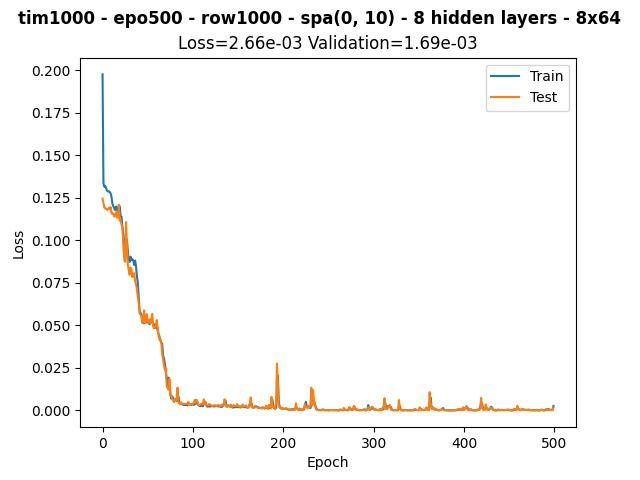 tim1000 - epo500 - row1000 - spa(0, 10) - 8 hidden layers - 8x64
Loss=2.66e-03 Validation=1.69e-03
0.200
0.175
0.150
0.125
0.100
0.075
0.050
0.025
0.000
Loss
Train
Test
0 100 200 300 400 500
Epoch